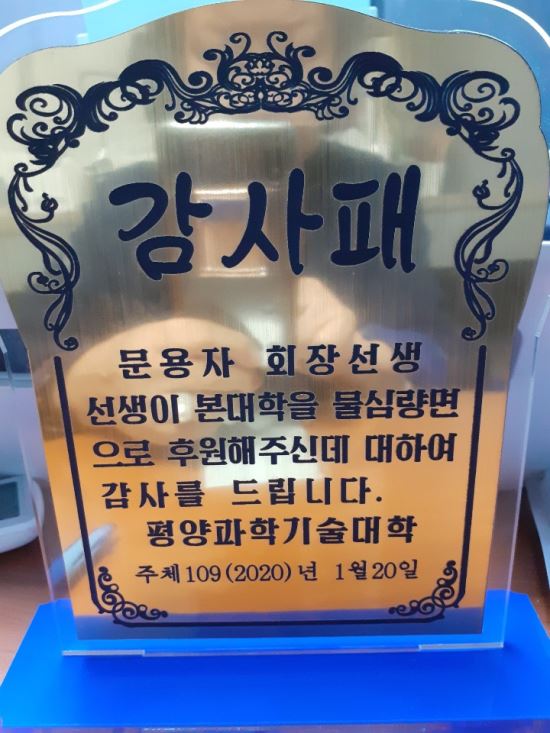 감사패
문용자 회장선생
선생이 본대학을 물심량면
으로 후원해주신데 대하여
감사를 드립니다.
평양과학기술대학
주체109(2020)년 1월20일